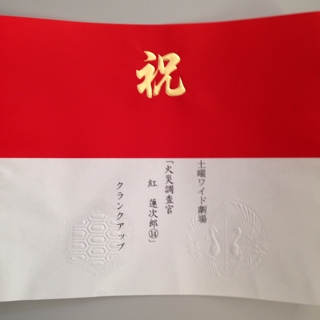 祝
土曜ワイド劇場
「火災調査官
紅 蓮次郎⑭」
クランクアップ